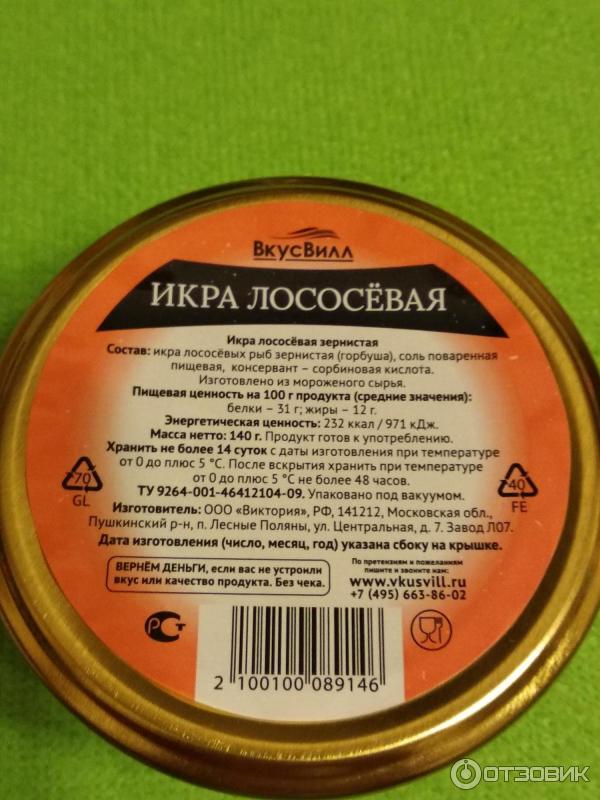 ВкусВилл
ИКРА ЛОСОСЁВАЯ
Икра лососёвая зернистая
Состав: икра лососёвых рыб зернистая (горбуша), соль поваренная
пищевая, консервант – сорбиновая кислота.
Изготовлено из мороженого сырья.
Пищевая ценность на 100 г продукта (средние значения):
белки – 31 г; жиры – 12 г.
Энергетическая ценность: 232 ккал / 971 кДж.
Масса нетто: 140 г. Продукт готов к употреблению.
Хранить не более 14 суток с даты изготовления при температуре
от 0 до плюс 5 °С. После вскрытия хранить при температуре
от 0 до плюс 5 °С не более 48 часов.
ТУ 9264-001-46412104-09. Упаковано под вакуумом.
Изготовитель: ООО «Виктория», РФ, 141212, Московская обл.,
Пушкинский р-н, п. Лесные Поляны, ул. Центральная, д. 7. Завод Л07.
Дата изготовления (число, месяц, год) указана сбоку на крышке.
70
GL
40
FE
ВЕРНЁМ ДЕНЬГИ, если вас не устроили
вкус или качество продукта. Без чека.
По претензиям и пожеланиям
пишите и звоните нам:
www.vkusvill.ru
+7 (495) 663-86-02
РСТ
2 100100 089146
ОТЗОВИК